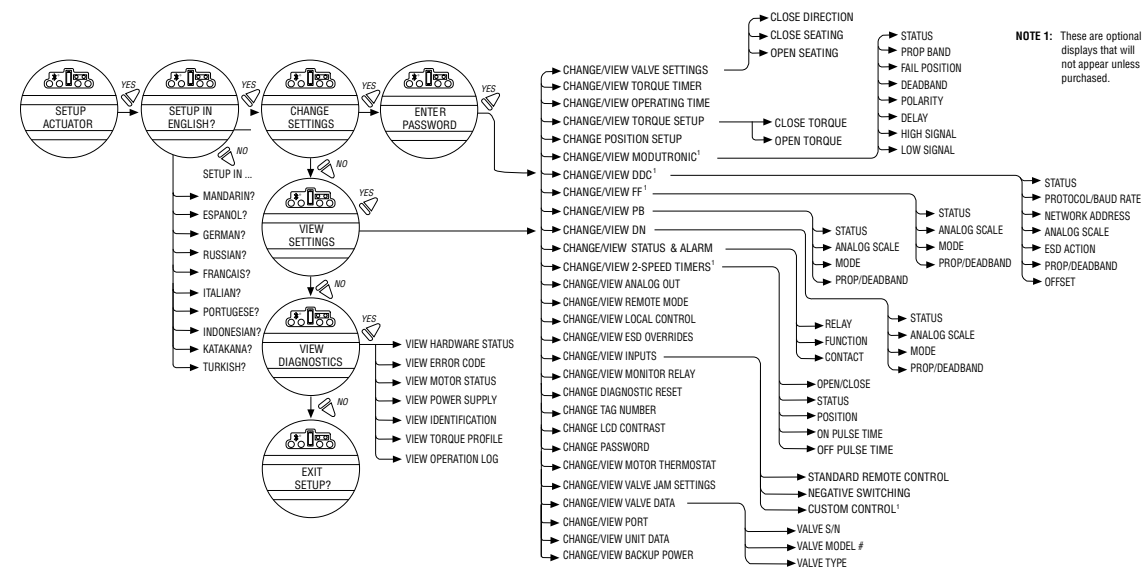 SETUP
ACTUATOR
YES
SETUP IN
ENGLISH?
YES
NO
SETUP IN ...
MANDARIN?
ESPANOL?
GERMAN?
RUSSIAN?
FRANCAIS?
ITALIAN?
PORTUGESE?
INDONESIAN?
KATAKANA?
TURKISH?
CHANGE
SETTINGS
YES
NO
ENTER
PASSWORD
YES
VIEW
SETTINGS
YES
NO
VIEW
DIAGNOSTICS
YES
NO
VIEW HARDWARE STATUS
VIEW ERROR CODE
VIEW MOTOR STATUS
VIEW POWER SUPPLY
VIEW IDENTIFICATION
VIEW TORQUE PROFILE
VIEW OPERATION LOG
EXIT
SETUP?
CHANGE/VIEW VALVE SETTINGS
CHANGE/VIEW TORQUE TIMER
CHANGE/VIEW OPERATING TIME
CHANGE/VIEW TORQUE SETUP
CHANGE POSITION SETUP
CHANGE/VIEW MODUTRONIC¹
CHANGE/VIEW DDC¹
CHANGE/VIEW FF¹
CHANGE/VIEW PB
CHANGE/VIEW DN
CHANGE/VIEW STATUS & ALARM
CHANGE/VIEW 2-SPEED TIMERS¹
CHANGE/VIEW ANALOG OUT
CHANGE/VIEW REMOTE MODE
CHANGE/VIEW LOCAL CONTROL
CHANGE/VIEW ESD OVERRIDES
CHANGE/VIEW INPUTS
CHANGE/VIEW MONITOR RELAY
CHANGE DIAGNOSTIC RESET
CHANGE TAG NUMBER
CHANGE LCD CONTRAST
CHANGE PASSWORD
CHANGE/VIEW MOTOR THERMOSTAT
CHANGE/VIEW VALVE JAM SETTINGS
CHANGE/VIEW VALVE DATA
CHANGE/VIEW PORT
CHANGE/VIEW UNIT DATA
CHANGE/VIEW BACKUP POWER
CLOSE DIRECTION
CLOSE SEATING
OPEN SEATING
CLOSE TORQUE
OPEN TORQUE
STATUS
PROP BAND
FAIL POSITION
DEADBAND
POLARITY
DELAY
HIGH SIGNAL
LOW SIGNAL
STATUS
PROTOCOL/BAUD RATE
NETWORK ADDRESS
ANALOG SCALE
ESD ACTION
PROP/DEADBAND
OFFSET
STATUS
ANALOG SCALE
MODE
PROP/DEADBAND
STATUS
ANALOG SCALE
MODE
PROP/DEADBAND
STATUS
ANALOG SCALE
MODE
PROP/DEADBAND
RELAY
FUNCTION
CONTACT
OPEN/CLOSE
STATUS
POSITION
ON PULSE TIME
OFF PULSE TIME
STANDARD REMOTE CONTROL
NEGATIVE SWITCHING
CUSTOM CONTROL¹
VALVE S/N
VALVE MODEL #
VALVE TYPE
NOTE 1: These are optional
displays that will
not appear unless
purchased.